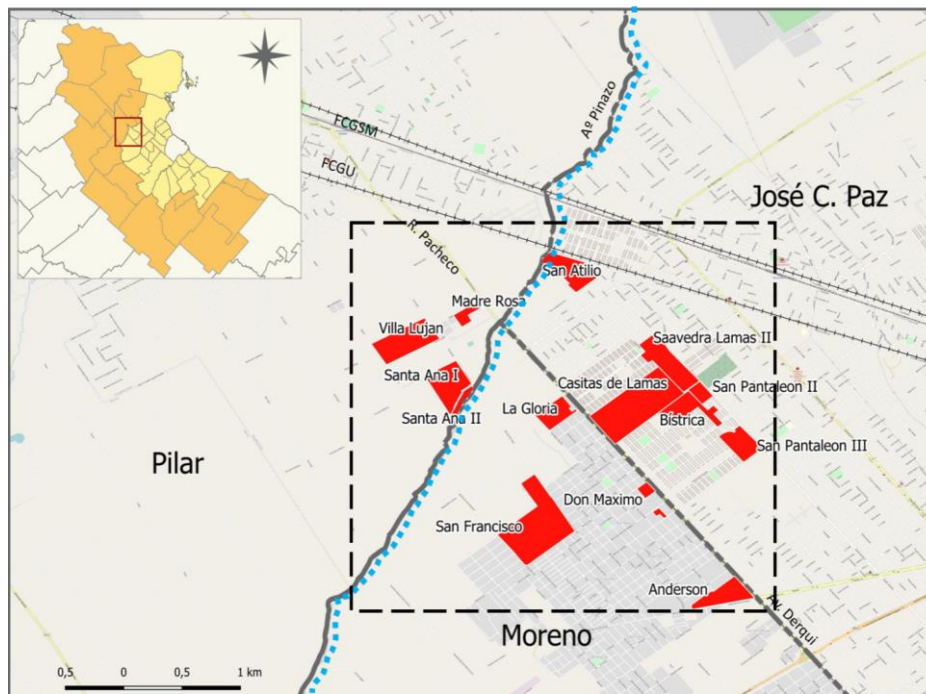 Aº Pinazo
FCGSM
FCGU
José C. Paz
R. Pacheco
San Atilio
Madre Rosa
Villa Lujan
Saavedra Lamas II
Santa Ana I
Casitas de Lamas
San Pantaleon II
La Gloria
Santa Ana II
Bistrica
San Pantaleon III
Pilar
Don Maximo
San Francisco
Anderson
Av. Derqui
Moreno
0,5 0 0,5 1 km